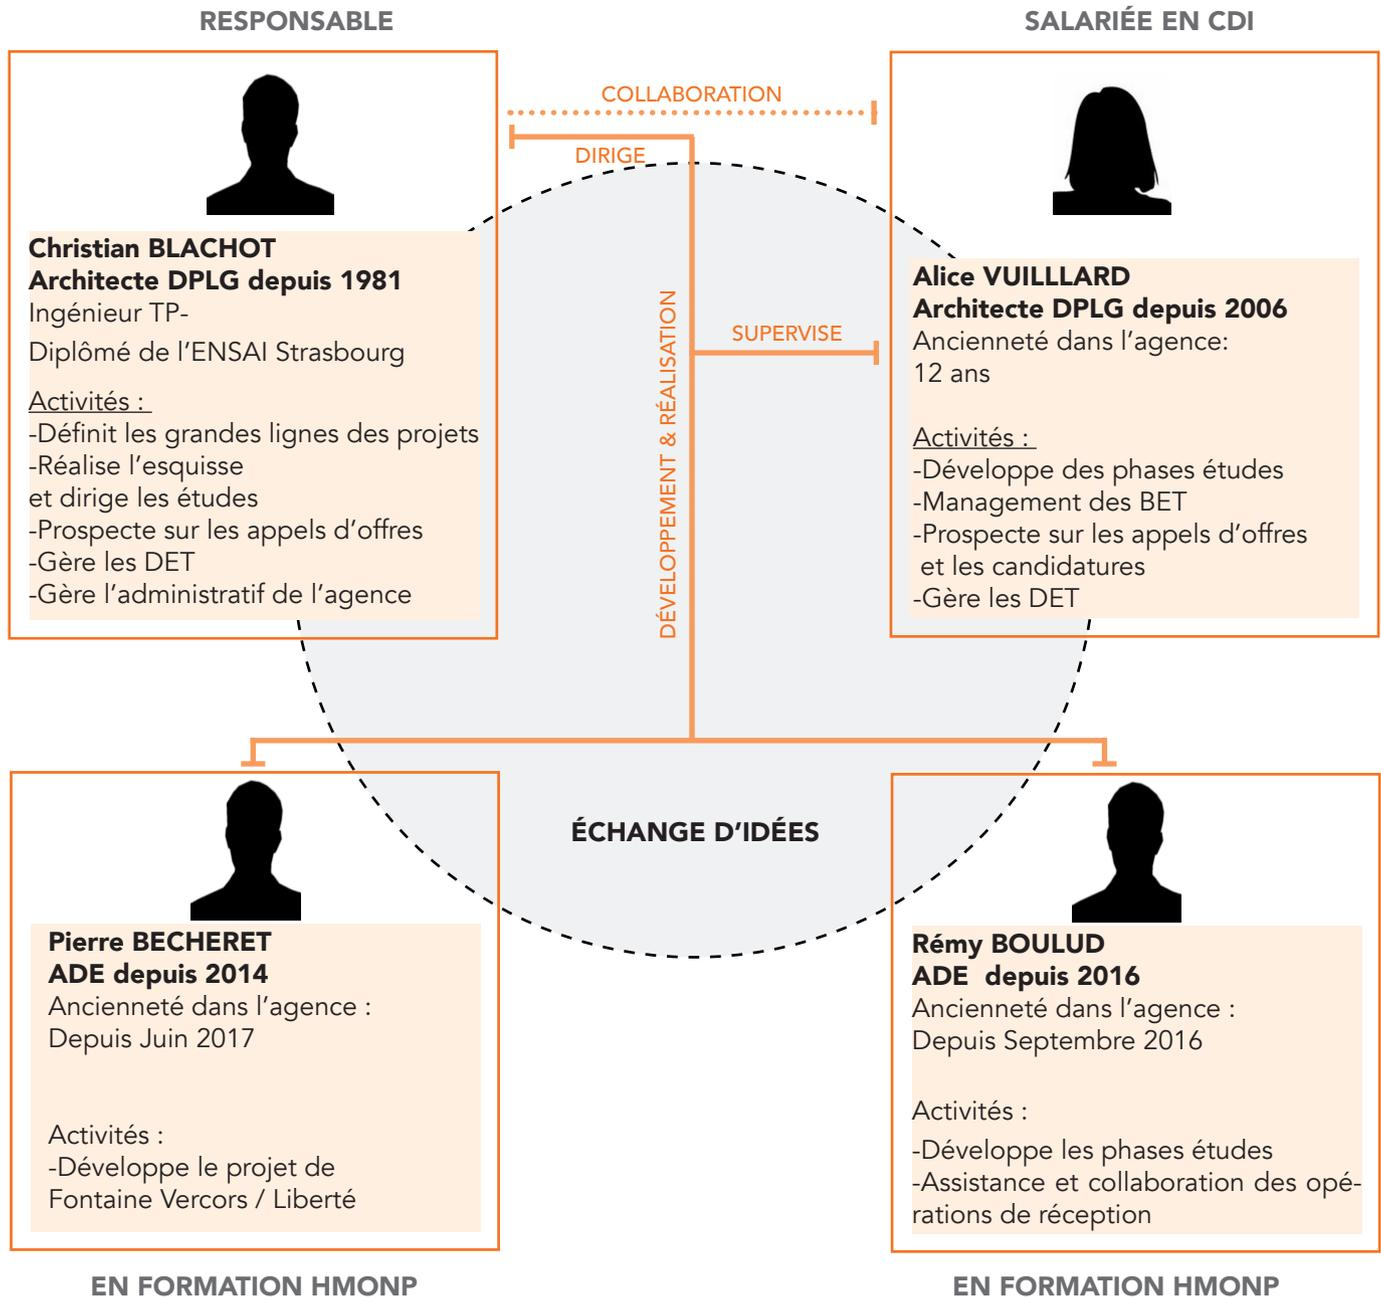 RESPONSABLE
SALARIÉE EN CDI
COLLABORATION
DIRIGE
Christian BLACHOT
Architecte DPLG depuis 1981
Ingénieur TP-
Diplômé de l’ENSAI Strasbourg
Activités :
-Définit les grandes lignes des projets
-Réalise l’esquisse
et dirige les études
-Prospecte sur les appels d’offres
-Gère les DET
-Gère l’administratif de l’agence
DÉVELOPPEMENT & RÉALISATION
SUPERVISE
Alice VUILLLARD
Architecte DPLG depuis 2006
Ancienneté dans l’agence:
12 ans
Activités :
-Développe des phases études
-Management des BET
-Prospecte sur les appels d’offres
et les candidatures
-Gère les DET
ÉCHANGE D’IDÉES
Pierre BECHERET
ADE depuis 2014
Ancienneté dans l’agence :
Depuis Juin 2017
Activités :
-Développe le projet de
Fontaine Vercors / Liberté
Rémy BOULUD
ADE  depuis 2016
Ancienneté dans l’agence :
Depuis Septembre 2016
Activités :
-Développe les phases études
-Assistance et collaboration des opé-
rations de réception
EN FORMATION HMONP
EN FORMATION HMONP